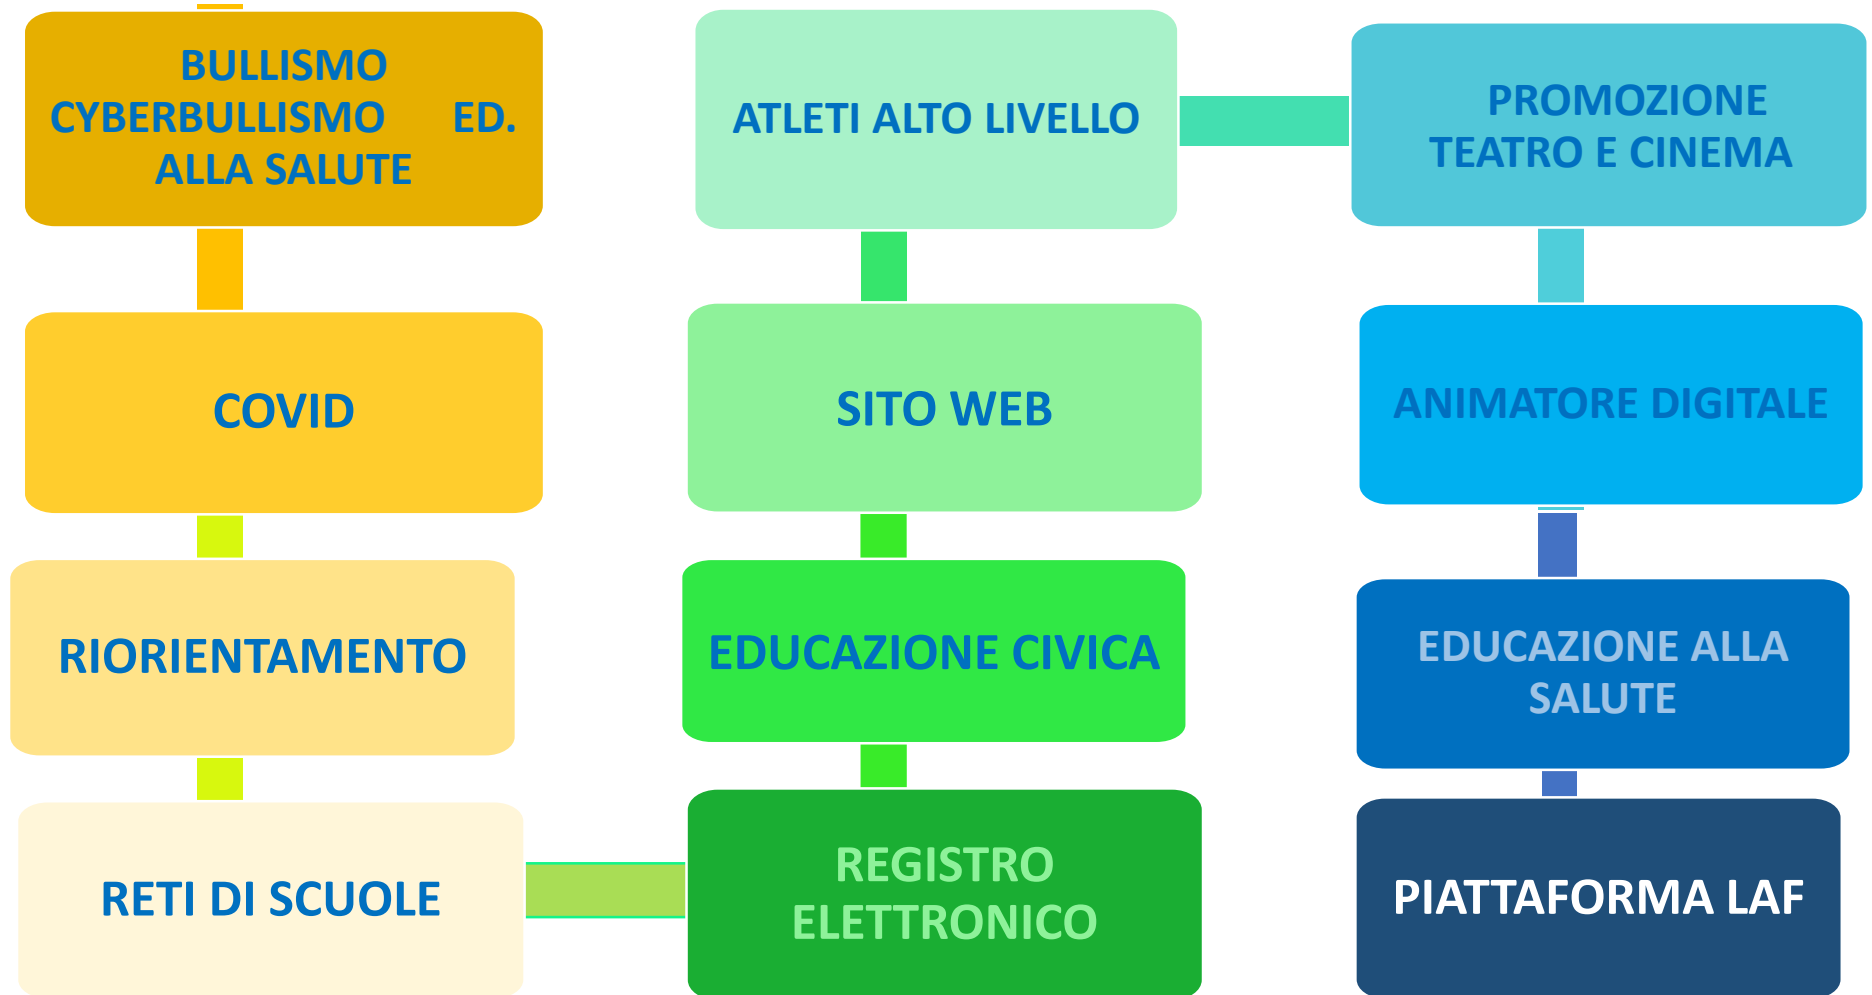 BULLISMO
CYBERBULLISMO ED.
ALLA SALUTE
COVID
RIORIENTAMENTO
RETI DI SCUOLE
ATLETI ALTO LIVELLO
SITO WEB
EDUCAZIONE CIVICA
REGISTRO
ELETTRONICO
PROMOZIONE
TEATRO E CINEMA
ANIMATORE DIGITALE
EDUCAZIONE ALLA
SALUTE
PIATTAFORMA LAF